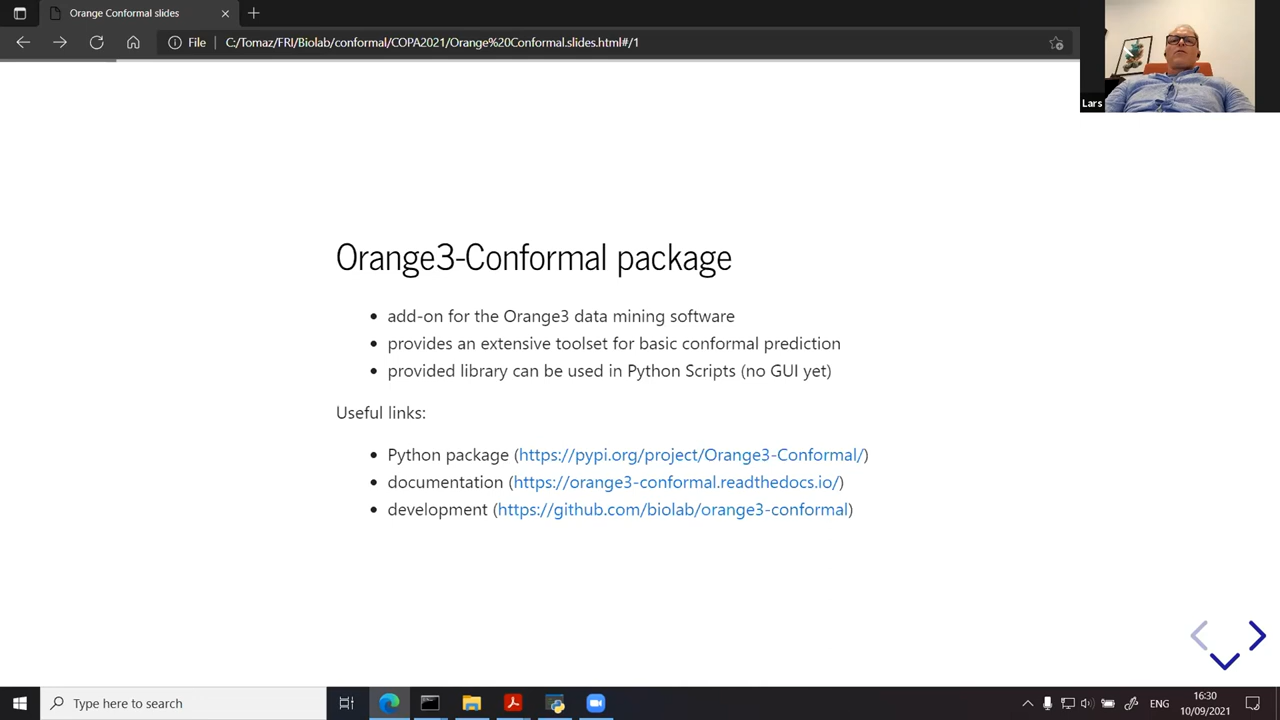 Orange Conformal slides
File
C:/Tomaz/FRI/Biolab/conformal/COPA2021/Orange%20Conformal.slides.html#/1
Lars
Orange3-Conformal package
• add-on for the Orange3 data mining software
• provides an extensive toolset for basic conformal prediction
• provided library can be used in Python Scripts (no GUI yet)
Useful links:
• Python package (https://pypi.org/project/Orange3-Conformal/)
• documentation (https://orange3-conformal.readthedocs.io/)
• development (https://github.com/biolab/orange3-conformal)
Type here to search
ENG
16:30
10/09/2021